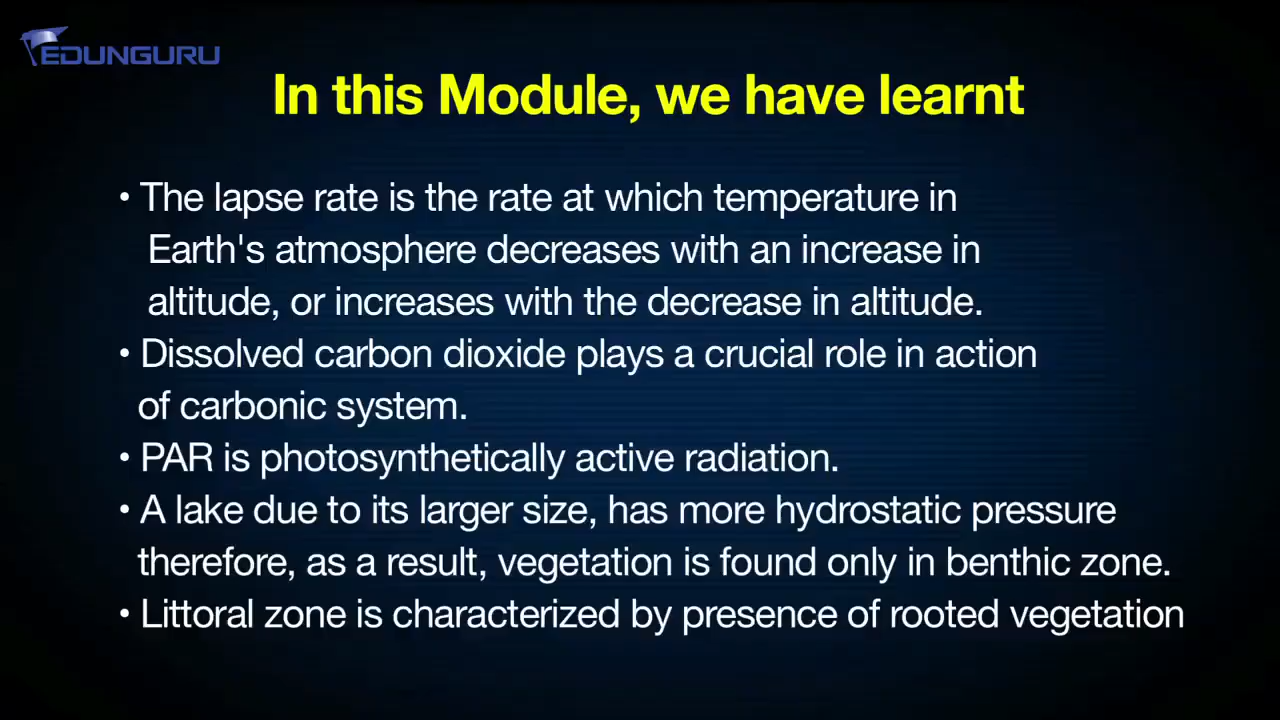 EDUNGURU
In this Module, we have learnt
• The lapse rate is the rate at which temperature in
Earth's atmosphere decreases with an increase in
altitude, or increases with the decrease in altitude.
• Dissolved carbon dioxide plays a crucial role in action
of carbonic system.
• PAR is photosynthetically active radiation.
• A lake due to its larger size, has more hydrostatic pressure
therefore, as a result, vegetation is found only in benthic zone.
• Littoral zone is characterized by presence of rooted vegetation